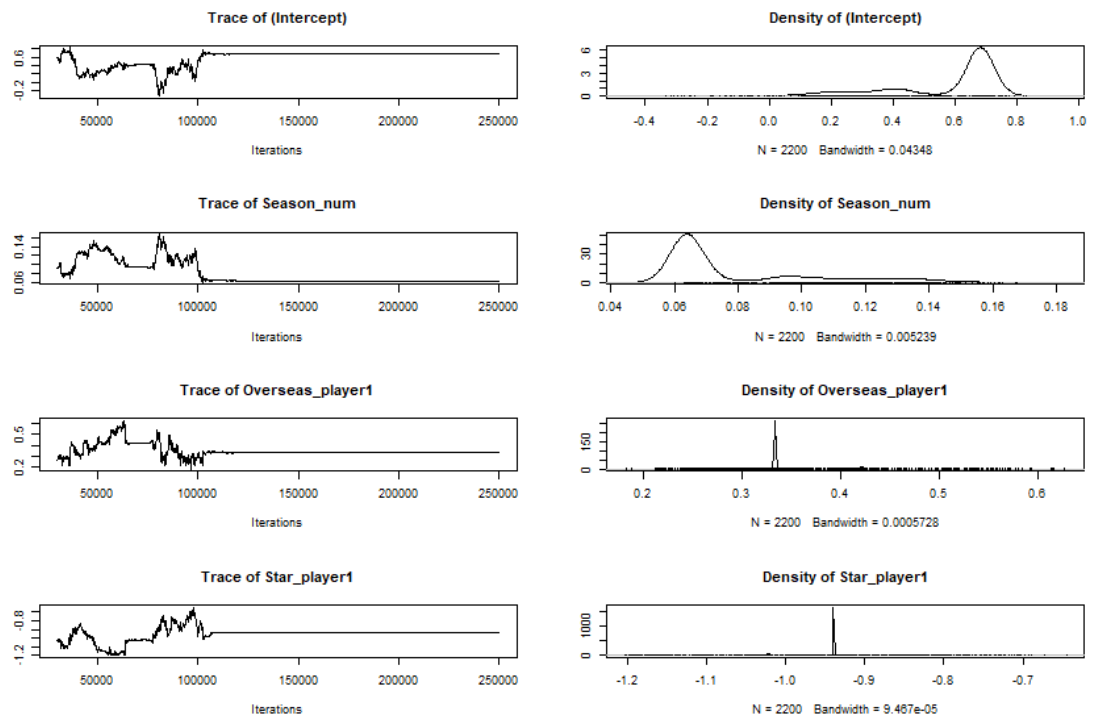 Trace of (Intercept)
0.6
-0.2
50000 100000 150000 200000 250000
Iterations
Density of (Intercept)
6
3
0
-0.4 -0.2 0.0 0.2 0.4 0.6 0.8 1.0
N = 2200 Bandwidth = 0.04348
Trace of Season_num
0.14
0.06
50000 100000 150000 200000 250000
Iterations
Density of Season_num
30
0
0.04 0.06 0.08 0.10 0.12 0.14 0.16 0.18
N = 2200 Bandwidth = 0.005239
Trace of Overseas_player1
0.5
0.2
50000 100000 150000 200000 250000
Iterations
Density of Overseas_player1
150
0
0.2 0.3 0.4 0.5 0.6
N = 2200 Bandwidth = 0.0005728
Trace of Star_player1
-0.8
-1.2
50000 100000 150000 200000 250000
Iterations
Density of Star_player1
1000
0
-1.2 -1.1 -1.0 -0.9 -0.8 -0.7
N = 2200 Bandwidth = 9.467e-05